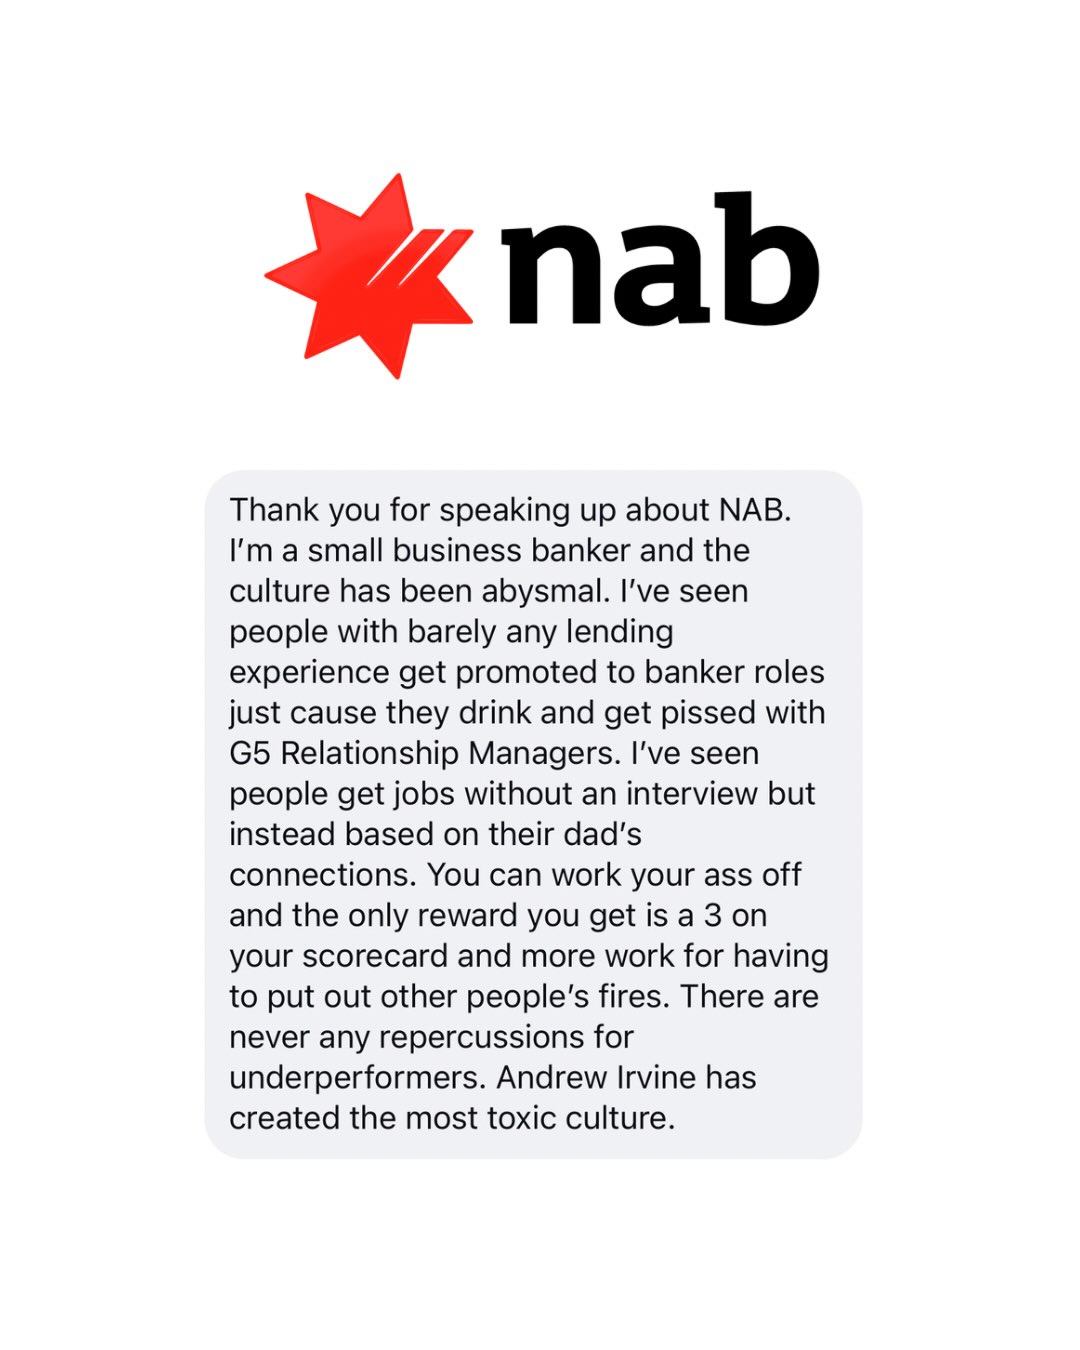 nab
Thank you for speaking up about NAB.
I’m a small business banker and the
culture has been abysmal. I’ve seen
people with barely any lending
experience get promoted to banker roles
just cause they drink and get pissed with
G5 Relationship Managers. I’ve seen
people get jobs without an interview but
instead based on their dad’s
connections. You can work your ass off
and the only reward you get is a 3 on
your scorecard and more work for having
to put out other people’s fires. There are
never any repercussions for
underperformers. Andrew Irvine has
created the most toxic culture.